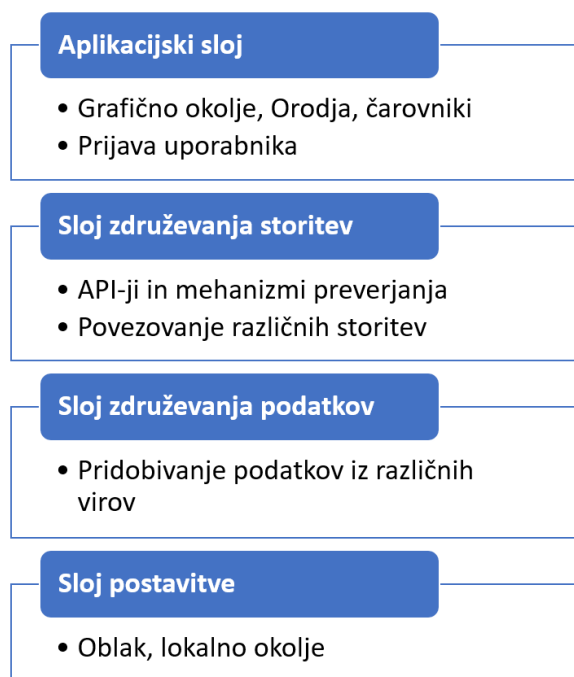 Aplikacijski sloj
• Grafično okolje, Orodja, čarovniki
• Prijava uporabnika
Sloj združevanja storitev
• API-ji in mehanizmi preverjanja
• Povezovanje različnih storitev
Sloj združevanja podatkov
• Pridobivanje podatkov iz različnih
virov
Sloj postavitve
• Oblak, lokalno okolje